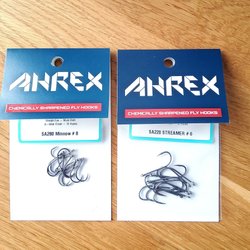 AHREX
CHEMICALLY SHARPENED FLY HOOKS
SA280 Minnow # 8
AHREX
CHEMICALLY SHARPENED FLY HOOKS
SA220 STREAMER # 6